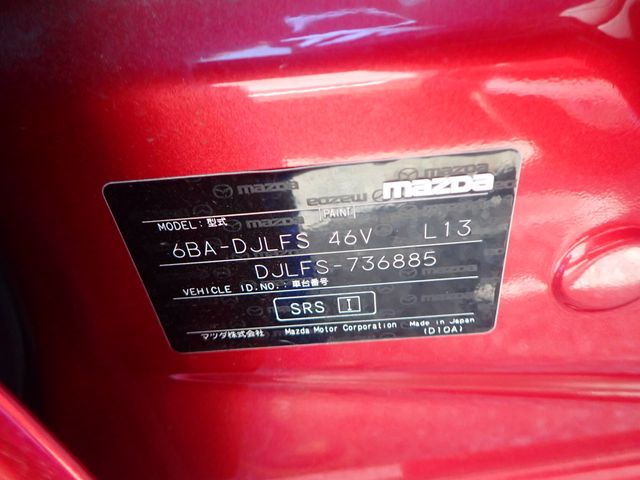 mazda
MODEL: 型式 [PAINT]
6BA-DJLFS 46V L13
DJLFS-736885
VEHICLE ID.NO.: 車台番号
SRS I
マツダ株式会社 Mazda Motor Corporation Made in Japan
(D10A)